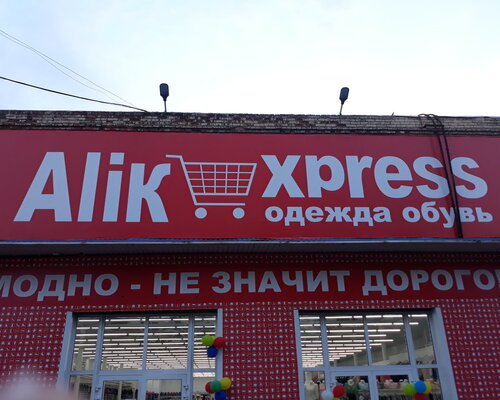 Alik xpress
одежда обувь
МОДНО - НЕ ЗНАЧИТ ДОРОГО